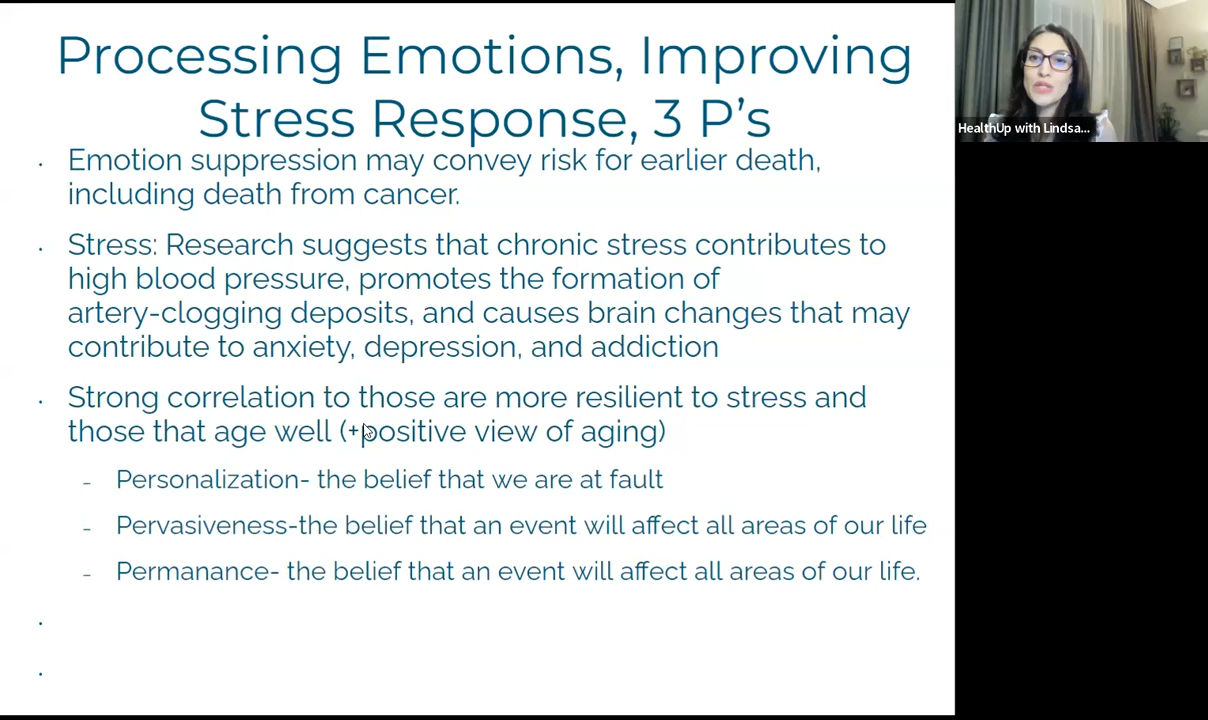 Processing Emotions, Improving
Stress Response, 3 P's
Emotion suppression may convey risk for earlier death,
including death from cancer.
Stress: Research suggests that chronic stress contributes to
high blood pressure, promotes the formation of
artery-clogging deposits, and causes brain changes that may
contribute to anxiety, depression, and addiction
Strong correlation to those are more resilient to stress and
those that age well (+positive view of aging)
- Personalization- the belief that we are at fault
- Pervasiveness-the belief that an event will affect all areas of our life
- Permanance- the belief that an event will affect all areas of our life.
HealthUp with Lindsa...